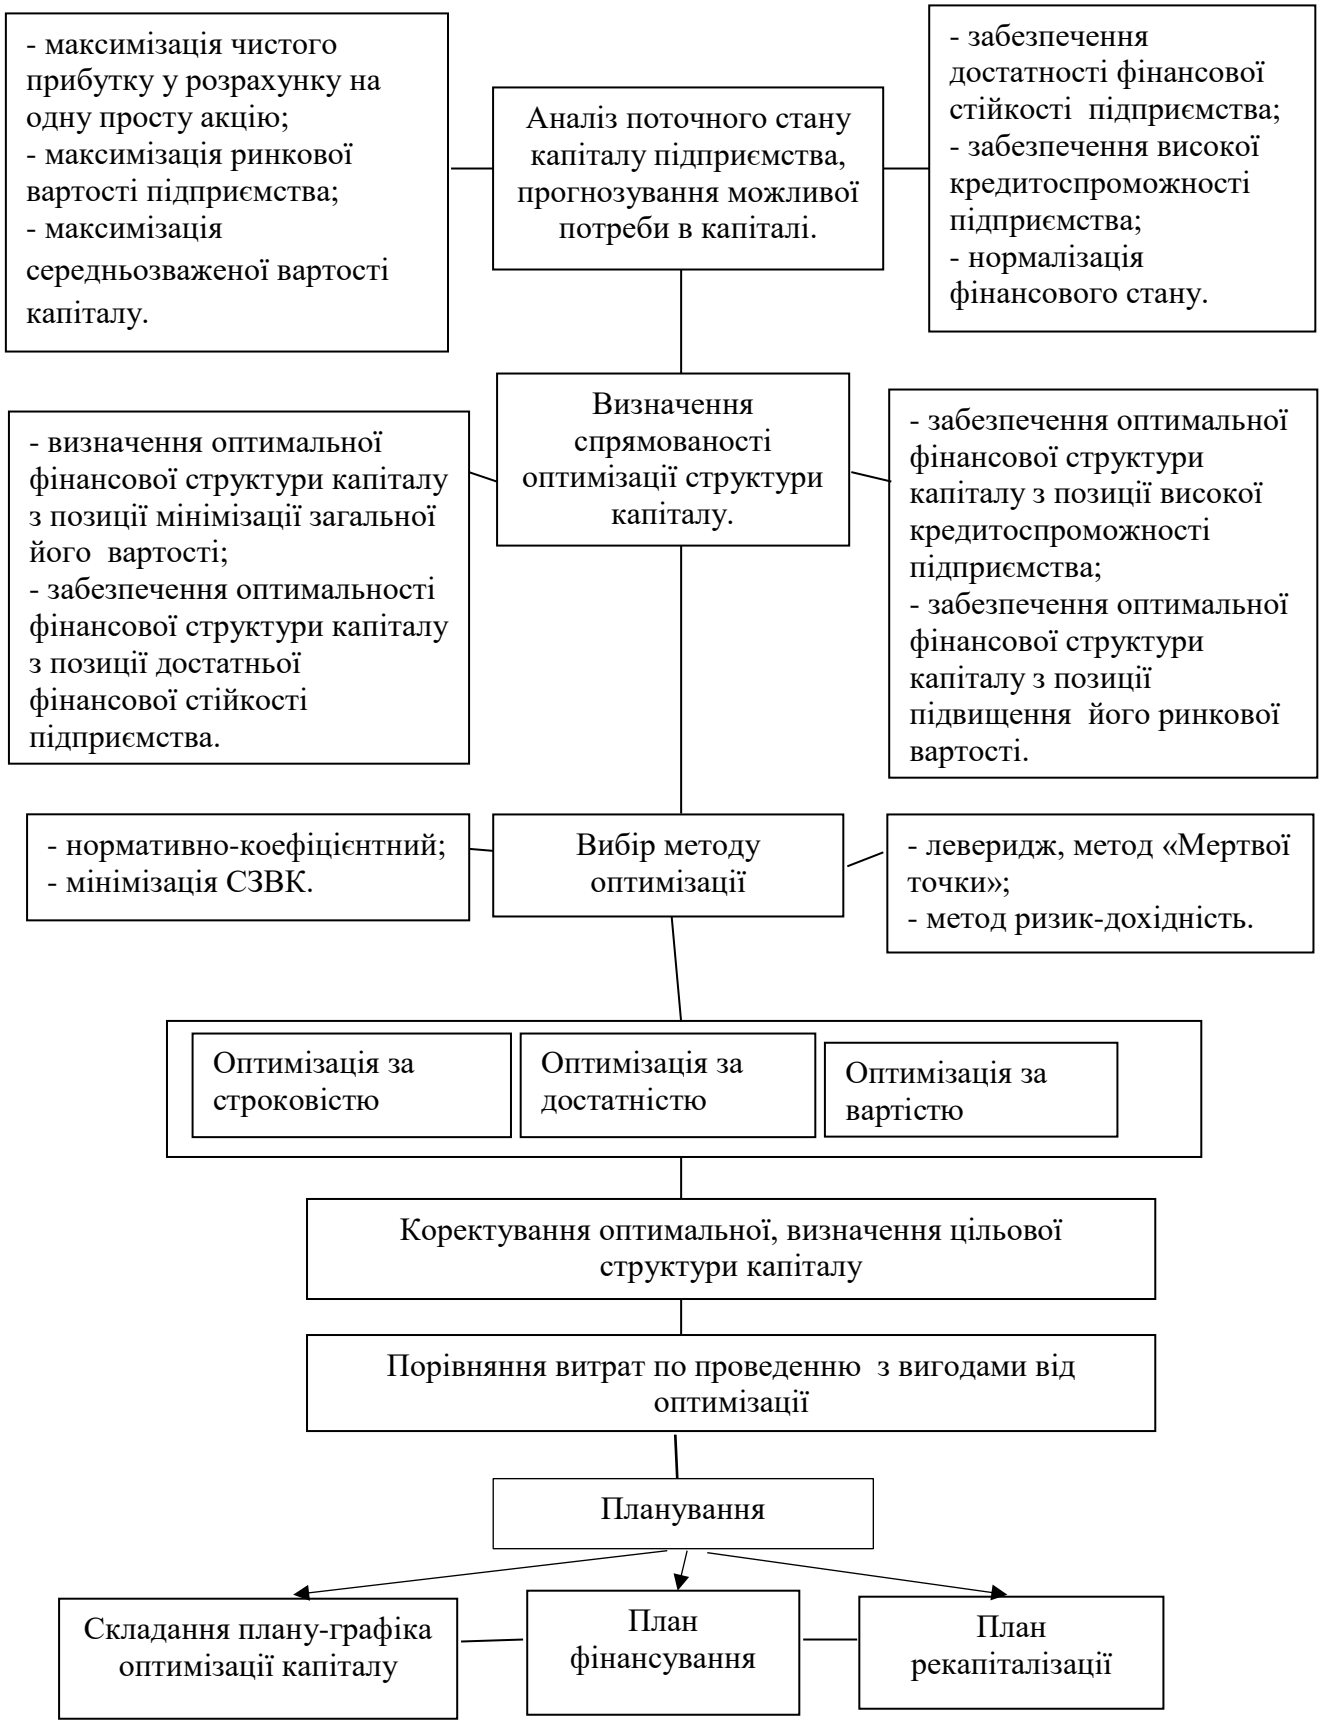 - максимізація чистого
прибутку у розрахунку на
одну просту акцію;
- максимізація ринкової
вартості підприємства;
- максимізація
середньозваженої вартості
капіталу.
Аналіз поточного стану
капіталу підприємства,
прогнозування можливої
потреби в капіталі.
- забезпечення
достатності фінансової
стійкості підприємства;
- забезпечення високої
кредитоспроможності
підприємства;
- нормалізація
фінансового стану.
- визначення оптимальної
фінансової структури капіталу
з позиції мінімізації загальної
його вартості;
- забезпечення оптимальності
фінансової структури капіталу
з позиції достатньої
фінансової стійкості
підприємства.
Визначення
спрямованості
оптимізації структури
капіталу.
- забезпечення оптимальної
фінансової структури
капіталу з позиції високої
кредитоспроможності
підприємства;
- забезпечення оптимальної
фінансової структури
капіталу з позиції
підвищення його ринкової
вартості.
- нормативно-коефіцієнтний;
- мінімізація СЗВК.
Вибір методу
оптимізації
- леверидж, метод «Мертвої
точки»;
- метод ризик-дохідність.
Оптимізація за
строковістю
Оптимізація за
достатністю
Оптимізація за
вартістю
Коректування оптимальної, визначення цільової
структури капіталу
Порівняння витрат по проведенню з вигодами від
оптимізації
Планування
Складання плану-графіка
оптимізації капіталу
План
фінансування
План
рекапіталізації